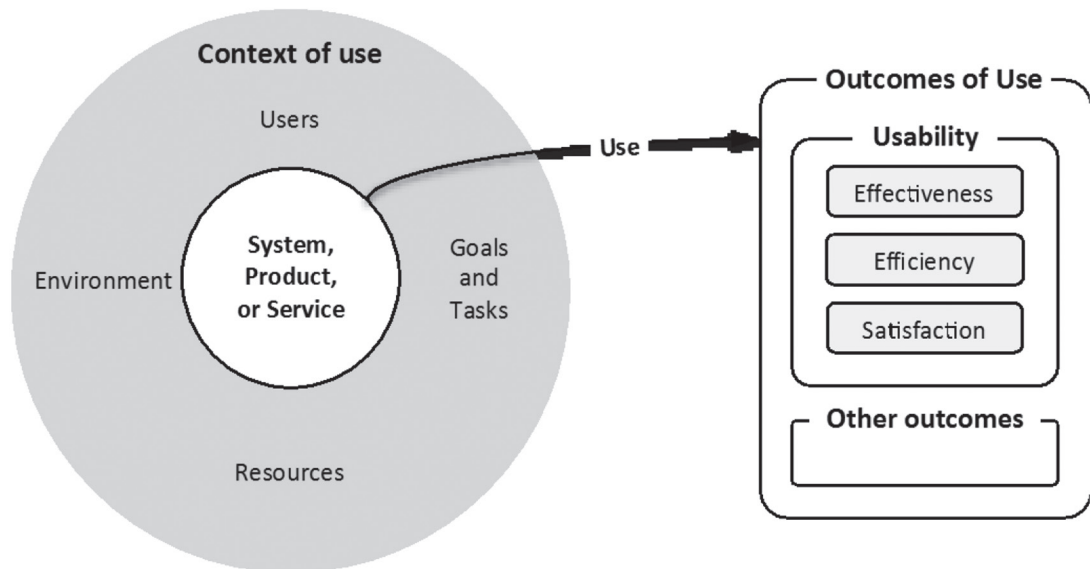 Context of use
Users
Environment
System,
Product,
or Service
Goals
and
Tasks
Resources
Use
Outcomes of Use
Usability
Effectiveness
Efficiency
Satisfaction
Other outcomes